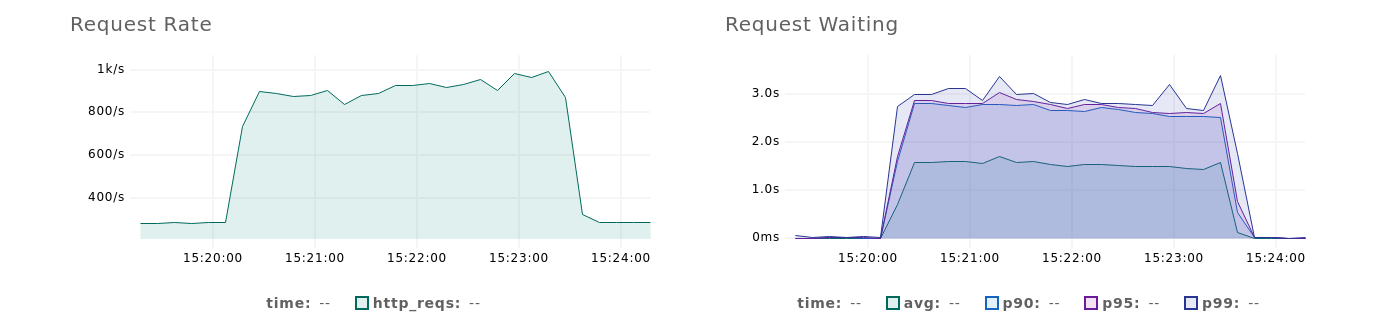 Request Rate
1k/s
800/s
600/s
400/s
15:20:00 15:21:00 15:22:00 15:23:00 15:24:00
time: -- http_reqs: --
Request Waiting
3.0s
2.0s
1.0s
0ms
15:20:00 15:21:00 15:22:00 15:23:00 15:24:00
time: -- avg: -- p90: -- p95: -- p99: --